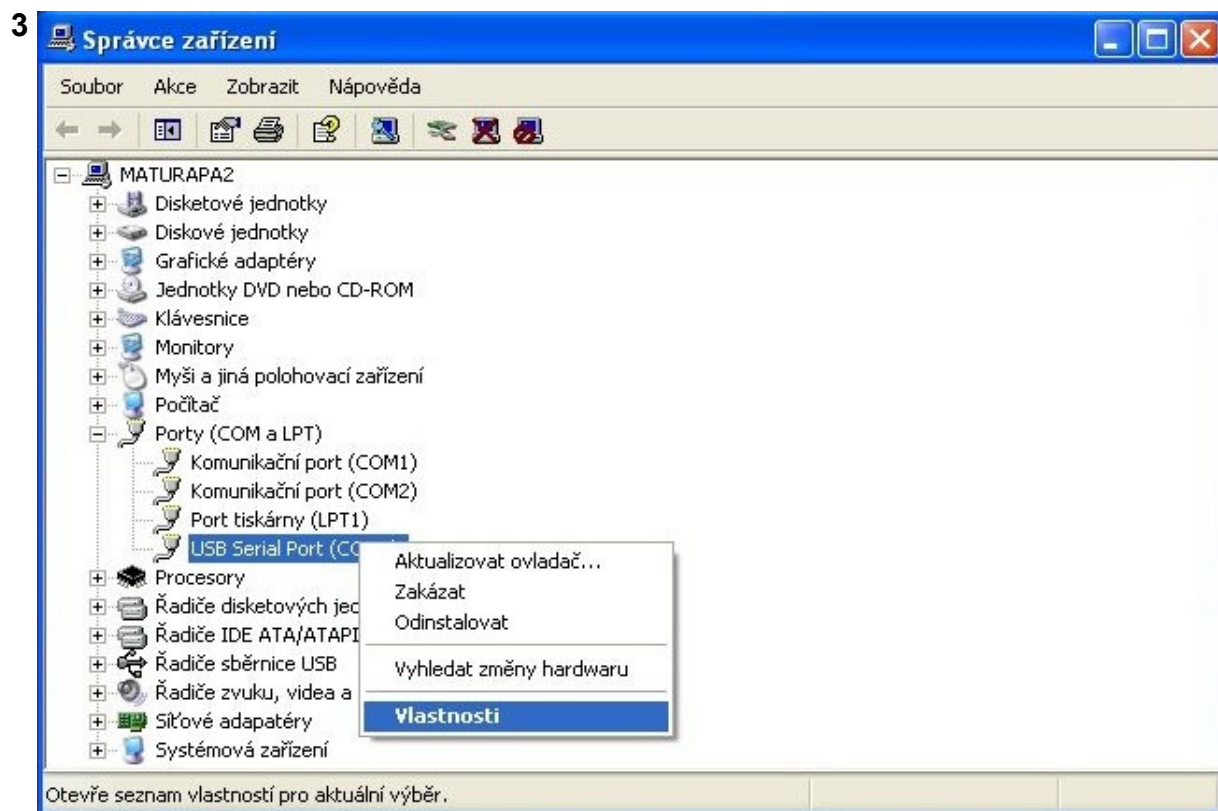 3
Správce zařízení
Soubor Akce Zobrazit Nápověda
MATURAPA2
Disketové jednotky
Diskové jednotky
Grafické adaptéry
Jednotky DVD nebo CD-ROM
Klávesnice
Monitory
Myši a jiná polohovací zařízení
Počítač
Porty (COM a LPT)
Komunikační port (COM1)
Komunikační port (COM2)
Port tiskárny (LPT1)
USB Serial Port
Procesory
Řadiče disketových
Řadiče IDE ATA/ATAPI
Řadiče sběrnice USB
Řadiče zvuku, videa a
Síťové adapatéry
Systémová zařízení
Aktualizovat ovladač...
Zakázat
Odinstalovat
Vyhledat změny hardwaru
Vlastnosti
Otevře seznam vlastností pro aktuální výběr.